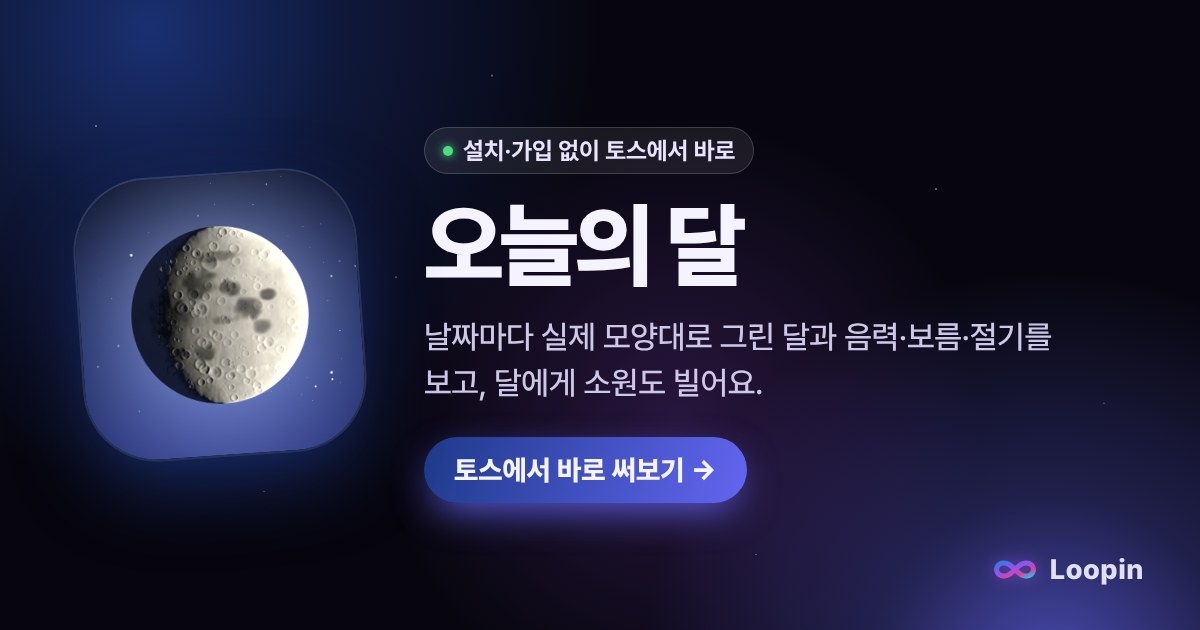 설치·가입 없이 토스에서 바로
오늘의 달
날짜마다 실제 모양대로 그린 달과 음력·보름·절기를
보고, 달에게 소원도 빌어요.
토스에서 바로 써보기 →
Loopin